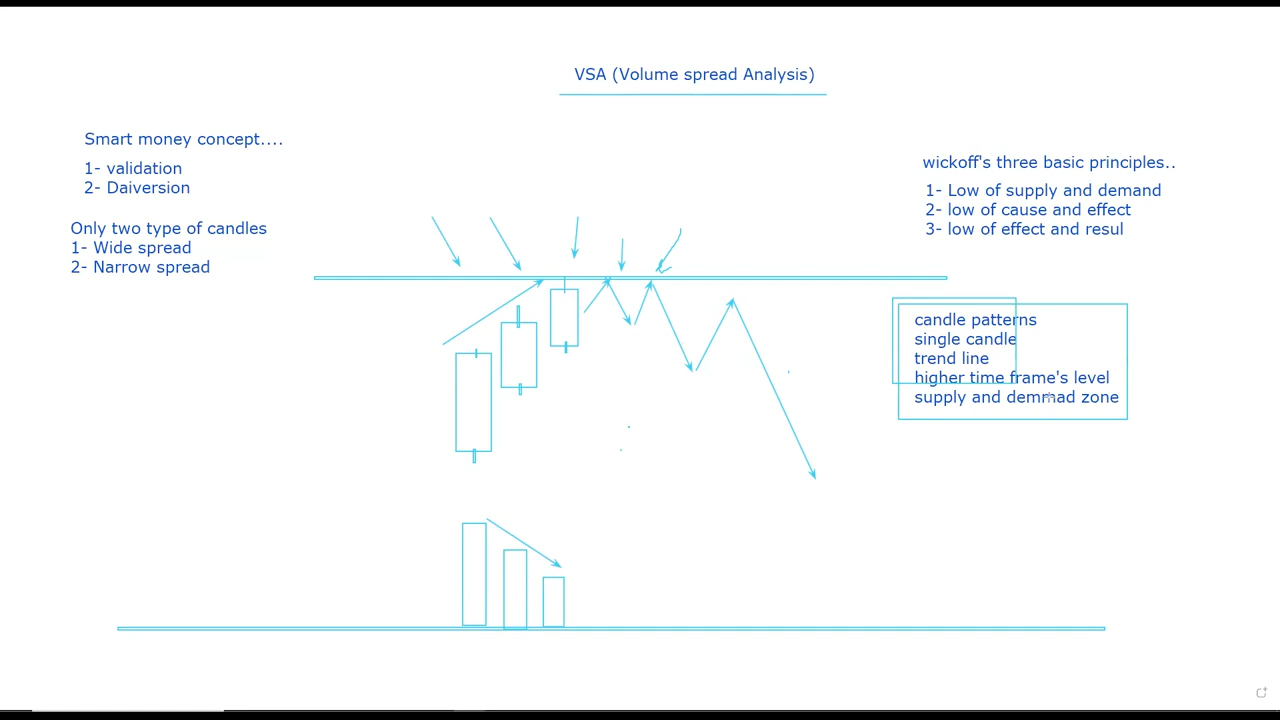 VSA (Volume spread Analysis)
Smart money concept....
1- validation
2- Daiversion
Only two type of candles
1- Wide spread
2- Narrow spread
wickoff's three basic principles..
1- Low of supply and demand
2- low of cause and effect
3- low of effect and resul
candle patterns
single candle
trend line
higher time frame's level
supply and demnad zone